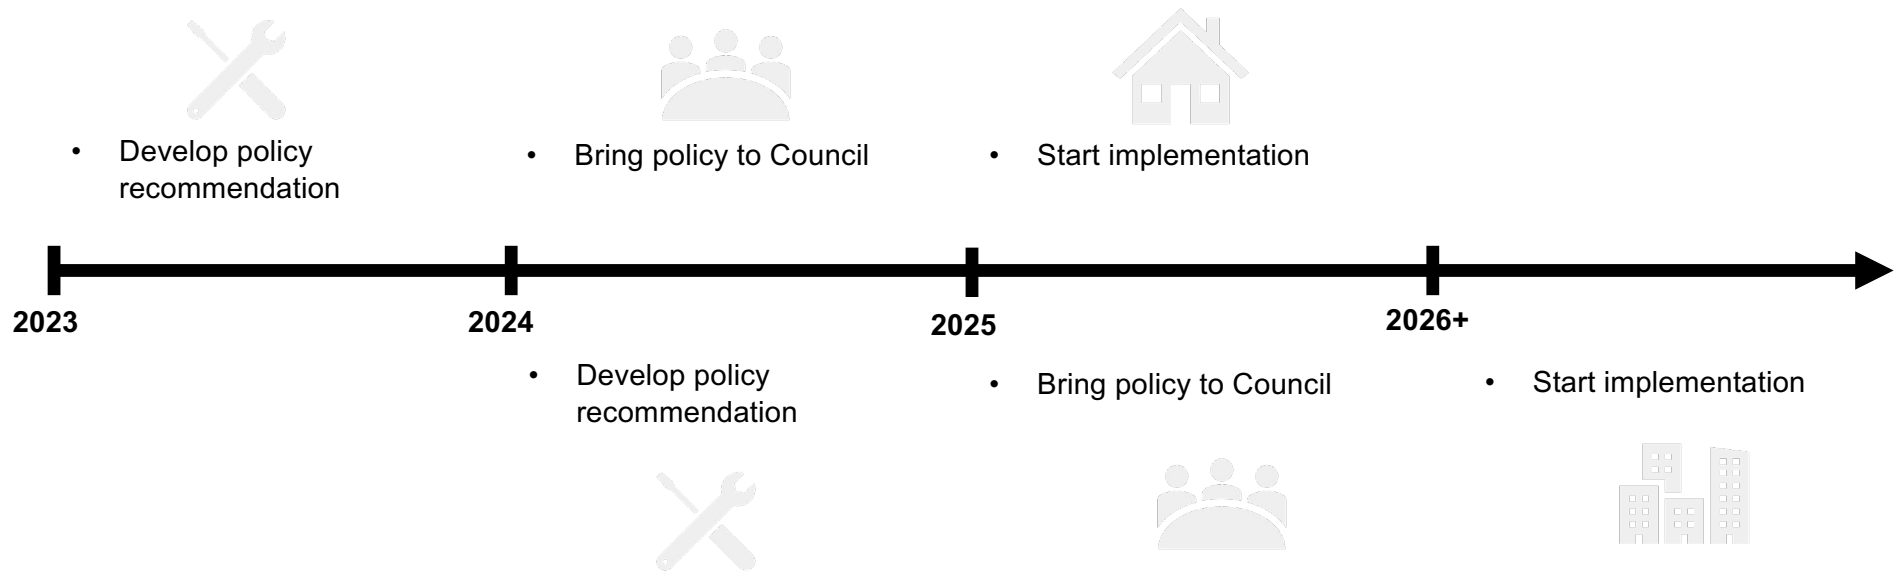 • Develop policy
recommendation
• Bring policy to Council
• Start implementation
2023
2024
2025
2026+
• Develop policy
recommendation
• Bring policy to Council
• Start implementation